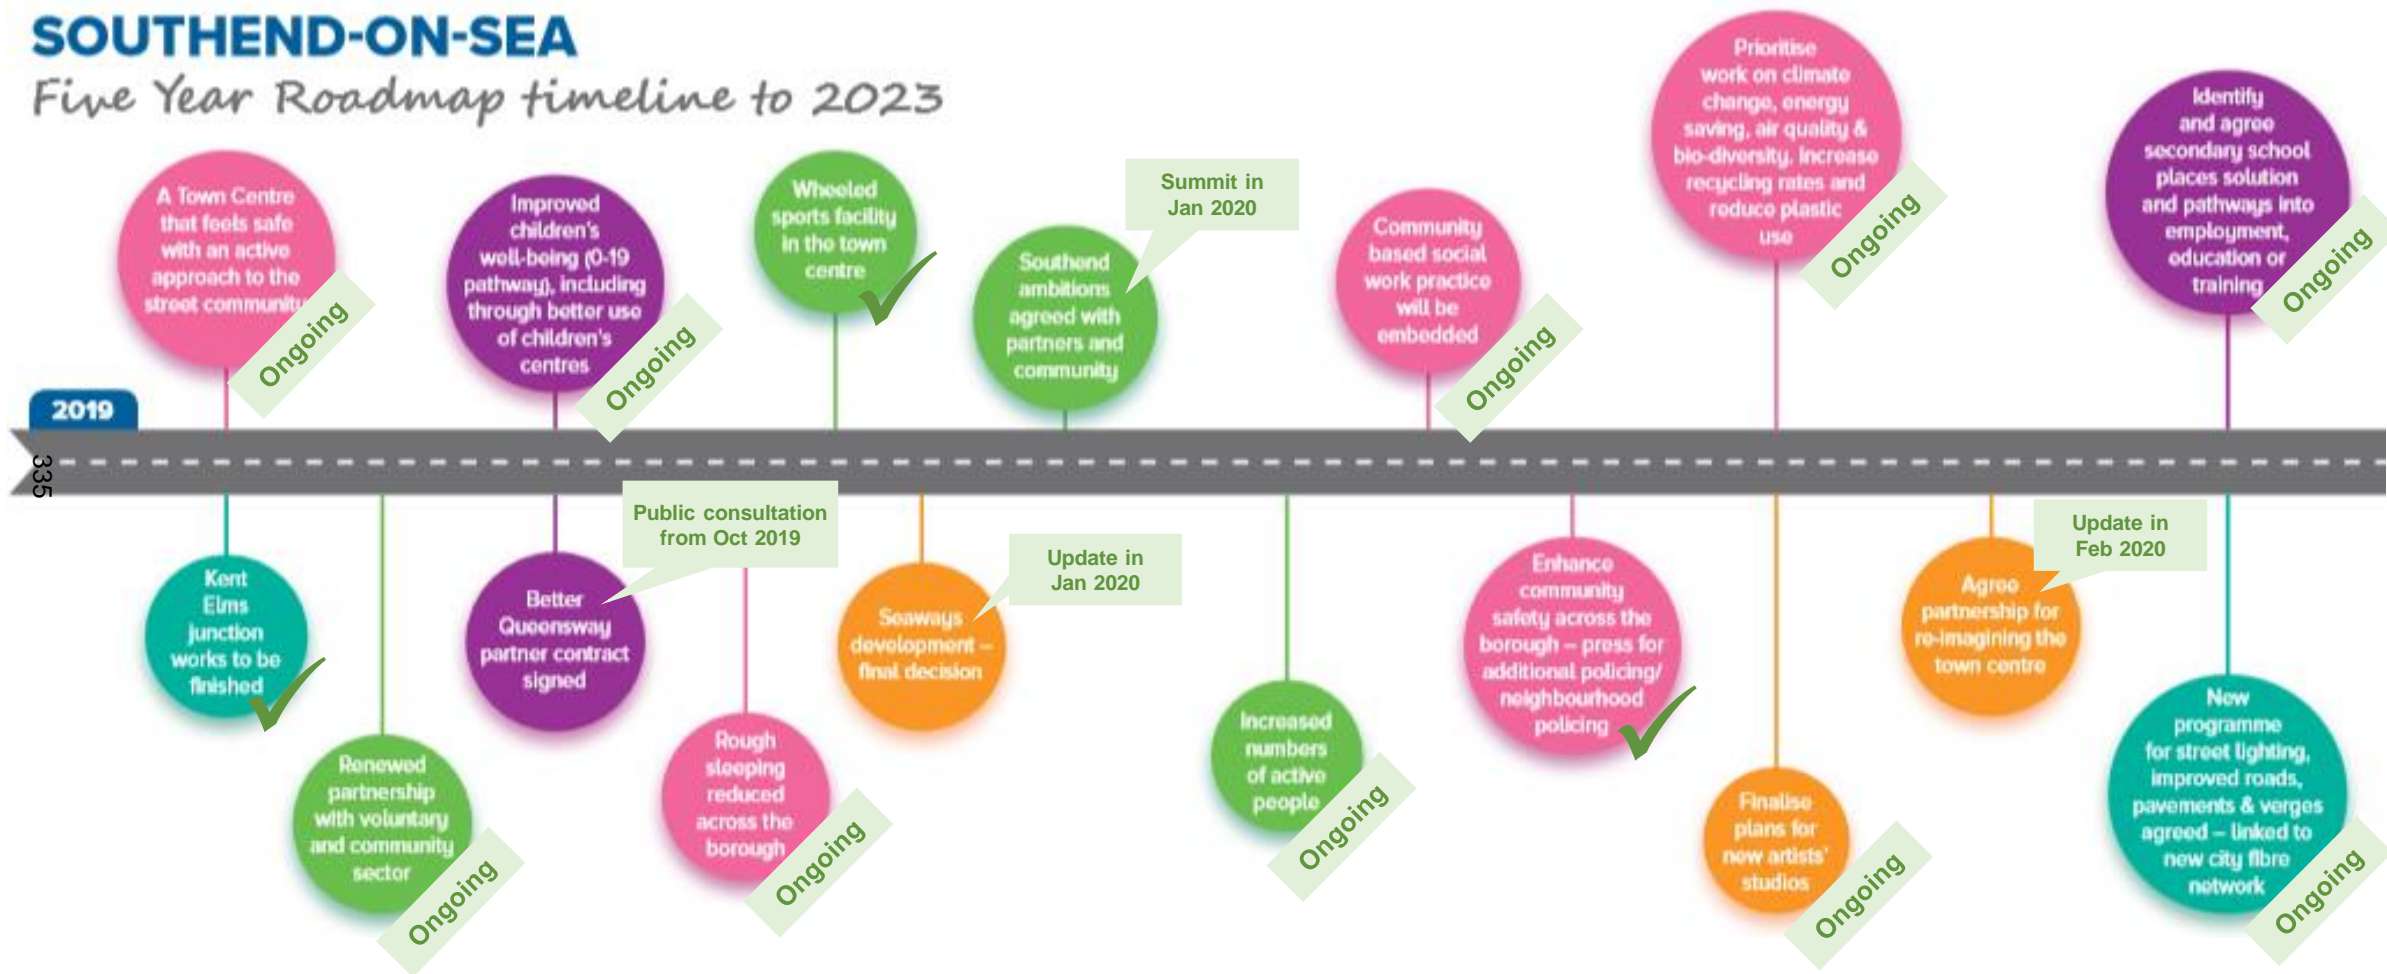 SOUTHEND-ON-SEA
Five Year Roadmap timeline to 2023
A Town Centre
that feels safe
with an active
approach to the
street community
Ongoing
Improved
children's
well-being (0-19
pathway), including
through better use
of children's
centres
Ongoing
Wheeled
sports facility
in the town
centre
Southend
ambitions
agreed with
partners and
community
Summit in
Jan 2020
Community
based social
work practice
will be
embedded
Ongoing
Prioritise
work on climate
change, energy
saving, air quality &
bio-diversity. Increase
recycling rates and
reduce plastic
use
Ongoing
Identify
and agree
secondary school
places solution
and pathways into
employment,
education or
training
Ongoing
2019
335
Kent
Elms
junction
works to be
finished
Renewed
partnership
with voluntary
and community
sector
Ongoing
Better
Queensway
partner contract
signed
Public consultation
from Oct 2019
Rough
sleeping
reduced
across the
borough
Ongoing
Seaways
development –
final decision
Update in
Jan 2020
Increased
numbers
of active
people
Ongoing
Enhance
community
safety across the
borough – press for
additional policing/
neighbourhood
policing
Finalise
plans for
new artists'
studios
Ongoing
Agree
partnership for
re-imagining the
town centre
Update in
Feb 2020
New
programme
for street lighting,
improved roads,
pavements & verges
agreed – linked to
new city fibre
network
Ongoing